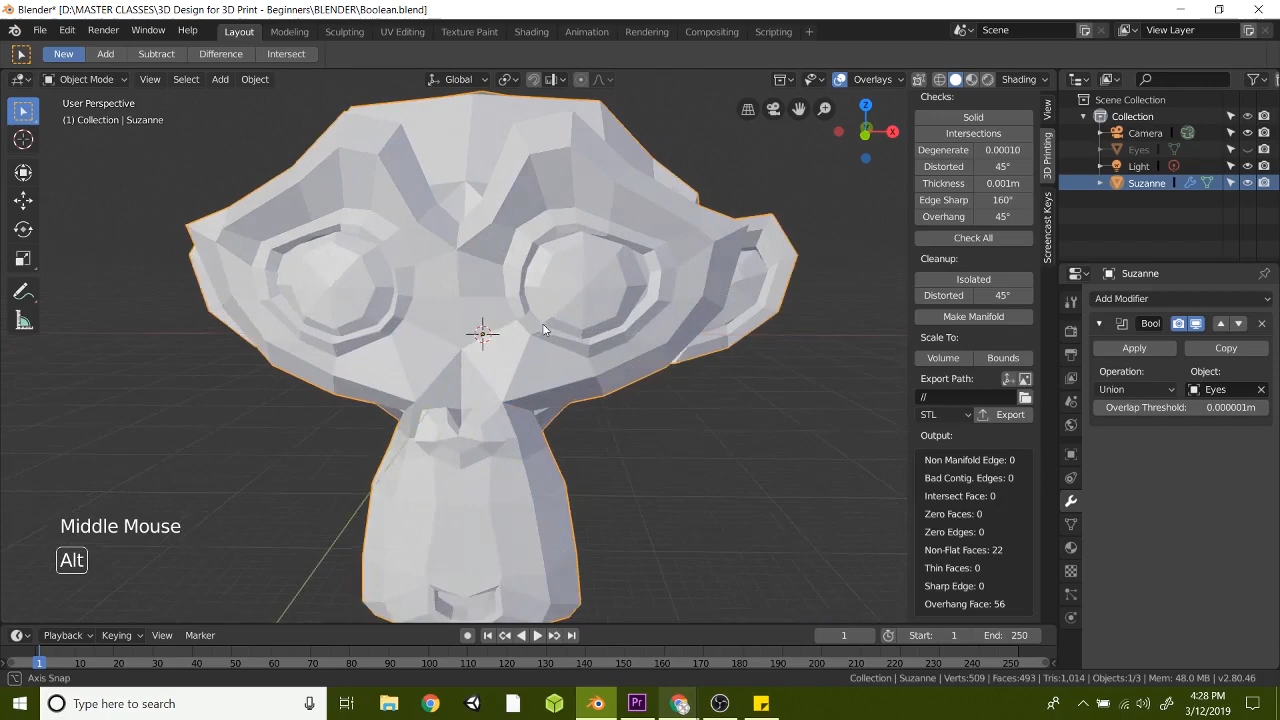 Blender* [D:\MASTER CLASSES\3D Design for 3D Print - Beginners\BLENDER\Boolean.blend]
File Edit Render Window Help Layout Modeling Sculpting UV Editing Texture Paint Shading Animation Rendering Compositing Scripting + Scene View Layer
New Add Subtract Difference Intersect
Object Mode View Select Add Object Global Overlays Shading
User Perspective
(1) Collection | Suzanne
Z
Y
X
Middle Mouse
Alt
Checks:
Solid
Intersections
Degenerate 0.00010
Distorted 45°
Thickness 0.001m
Edge Sharp 160°
Overhang 45°
Check All
Cleanup:
Isolated
Distorted 45°
Make Manifold
Scale To:
Volume Bounds
Export Path:
//
STL Export
Output:
Non Manifold Edge: 0
Bad Contig. Edges: 0
Intersect Face: 0
Zero Faces: 0
Zero Edges: 0
Non-Flat Faces: 22
Thin Faces: 0
Sharp Edge: 0
Overhang Face: 56
View
3D Printing
Screencast Keys
Scene Collection
Collection
Camera
Eyes
Light
Suzanne
Suzanne
Add Modifier
Bool
Apply Copy
Operation: Object:
Union Eyes
Overlap Threshold: 0.000001m
Playback Keying View Marker 1 Start: 1 End: 250
1 10 20 30 40 50 60 70 80 90 100 110 120 130 140 150 160 170 180 190 200 210 220 230 240 250
Axis Snap Collection | Suzanne | Verts:509 | Faces:493 | Tris:1,014 | Objects:1/3 | Mem: 48.0 MB | v2.80.46
Type here to search
Pr
4:28 PM
3/12/2019